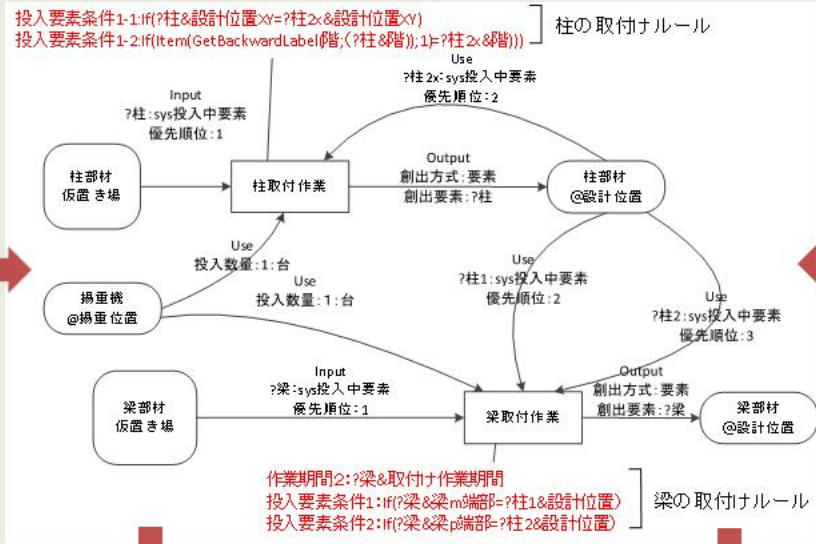 投入要素条件1-1:If(?柱&設計位置XY=?柱2x&設計位置XY)
投入要素条件1-2:If(Item(GetBackwardLabel(階;(?柱&階));1)=?柱2x&階)))
柱の取付けルール
Use
?柱2x:sys投入中要素
優先順位:2
Input
?柱:sys投入中要素
優先順位:1
柱部材
仮置き場
柱取付作業
Output
創出方式:要素
創出要素:?柱
柱部材
@設計位置
Use
投入数量:1:台
揚重機
@揚重位置
Use
投入数量:1:台
Use
?柱1:sys投入中要素
優先順位:2
Use
?柱2:sys投入中要素
優先順位:3
梁部材
仮置き場
Input
?梁:sys投入中要素
優先順位:1
梁取付作業
Output
創出方式:要素
創出要素:?梁
梁部材
@設計位置
作業期間2:?梁&取付け作業期間
投入要素条件1:If(?梁&梁m端部=?柱1&設計位置)
投入要素条件2:If(?梁&梁p端部=?柱2&設計位置)
梁の取付けルール